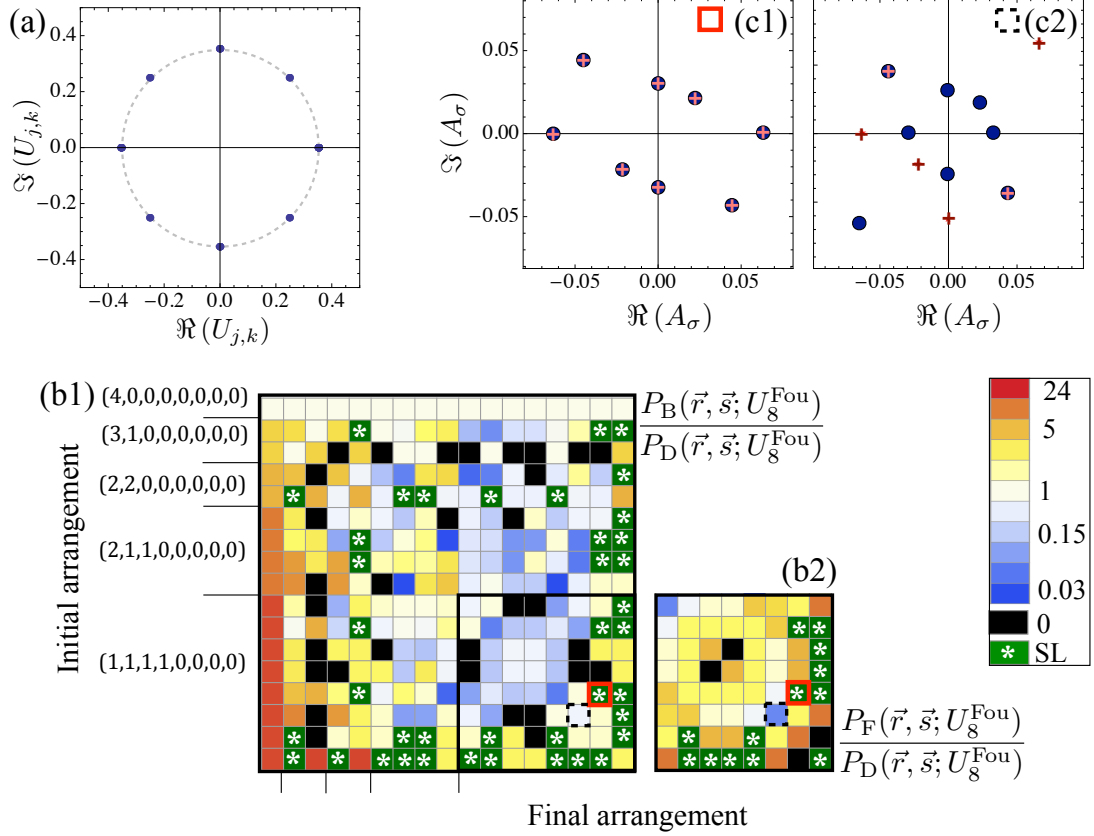 (a)
0.4
0.2
0.0
−0.2
−0.4
ℑ (U_{j,k})
−0.4 −0.2 0.0 0.2 0.4
ℜ (U_{j,k})
(c1)
0.05
0.00
−0.05
ℑ (A_σ)
−0.05 0.00 0.05
ℜ (A_σ)
(c2)
−0.05 0.00 0.05
ℜ (A_σ)
(b1)
(4,0,0,0,0,0,0,0)
(3,1,0,0,0,0,0,0)
(2,2,0,0,0,0,0,0)
(2,1,1,0,0,0,0,0)
(1,1,1,1,0,0,0,0)
Initial arrangement
Final arrangement
P_B(r⃗, s⃗; U_8^Fou)
P_D(r⃗, s⃗; U_8^Fou)
(b2)
P_F(r⃗, s⃗; U_8^Fou)
P_D(r⃗, s⃗; U_8^Fou)
24
5
1
0.15
0.03
0
* SL